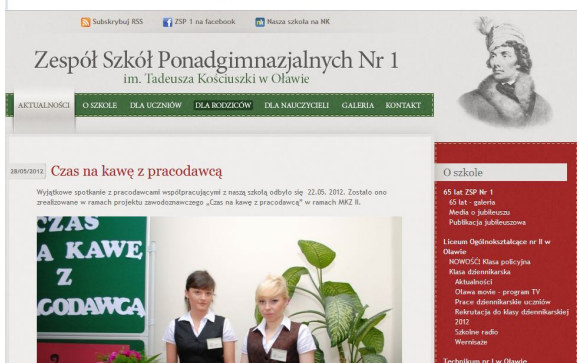 Subskrybuj RSS ZSP 1 na facebook Nasza szkoła na NK
Zespół Szkół Ponadgimnazjalnych Nr 1
im. Tadeusza Kościuszki w Oławie
AKTUALNOŚCI O SZKOLE DLA UCZNIÓW DLA RODZICÓW DLA NAUCZYCIELI GALERIA KONTAKT
28/05/2012 Czas na kawę z pracodawcą
Wyjątkowe spotkanie z pracodawcami współpracującymi z naszą szkołą odbyło się 22.05. 2012. Zostało ono
zrealizowane w ramach projektu zawodoznawczego „Czas na kawę z pracodawcą" w ramach MKZ II.
CZAS
A KAWĘ
Z
CODAWCĄ
O szkole
65 lat ZSP Nr 1
65 lat - galeria
Media o jubileuszu
Publikacja jubileuszowa
Liceum Ogólnokształcące nr II w
Oławie
NOWOŚĆ! Klasa policyjna
Klasa dziennikarska
Aktualności
Oława movie - program TV
Prace dziennikarskie uczniów
Rekrutacja do klasy dziennikarskiej
2012
Szkolne radio
Wernisaże
Technikum nr I w Oławie